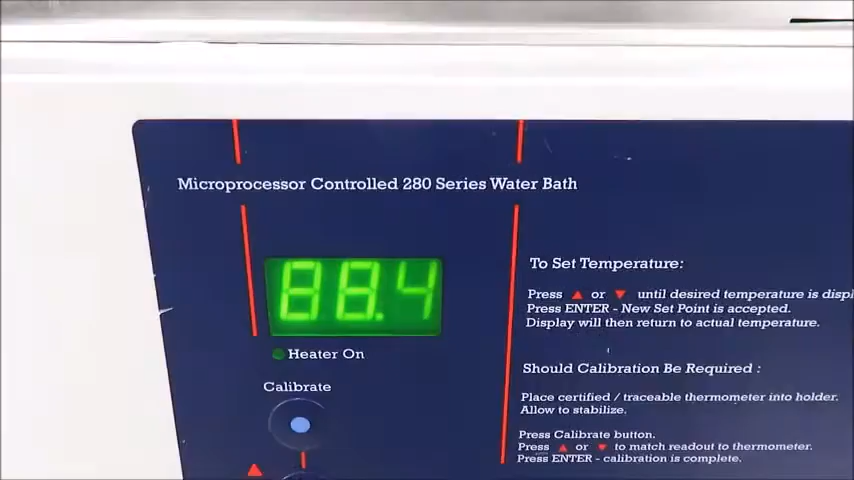 Microprocessor Controlled 280 Series Water Bath
88.4
Heater On
Calibrate
To Set Temperature:
Press ▲ or ▼ until desired temperature is
Press ENTER - New Set Point is accepted.
Display will then return to actual temperature.
Should Calibration Be Required :
Place certified / traceable thermometer into holder.
Allow to stabilize.
Press Calibrate button.
Press ▲ or ▼ to match readout to thermometer.
Press ENTER - calibration is complete.